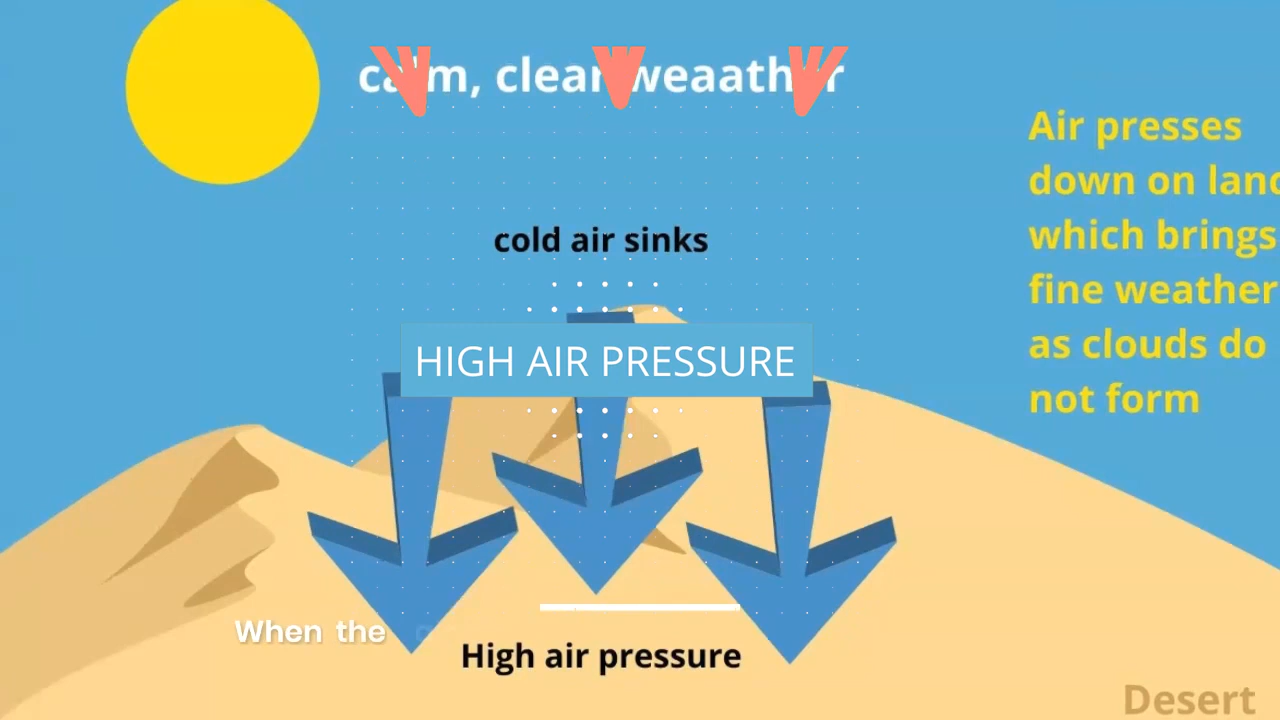 calm, clear weaather
Air presses
down on land
which brings
fine weather
as clouds do
not form
cold air sinks
HIGH AIR PRESSURE
When the
High air pressure
Desert